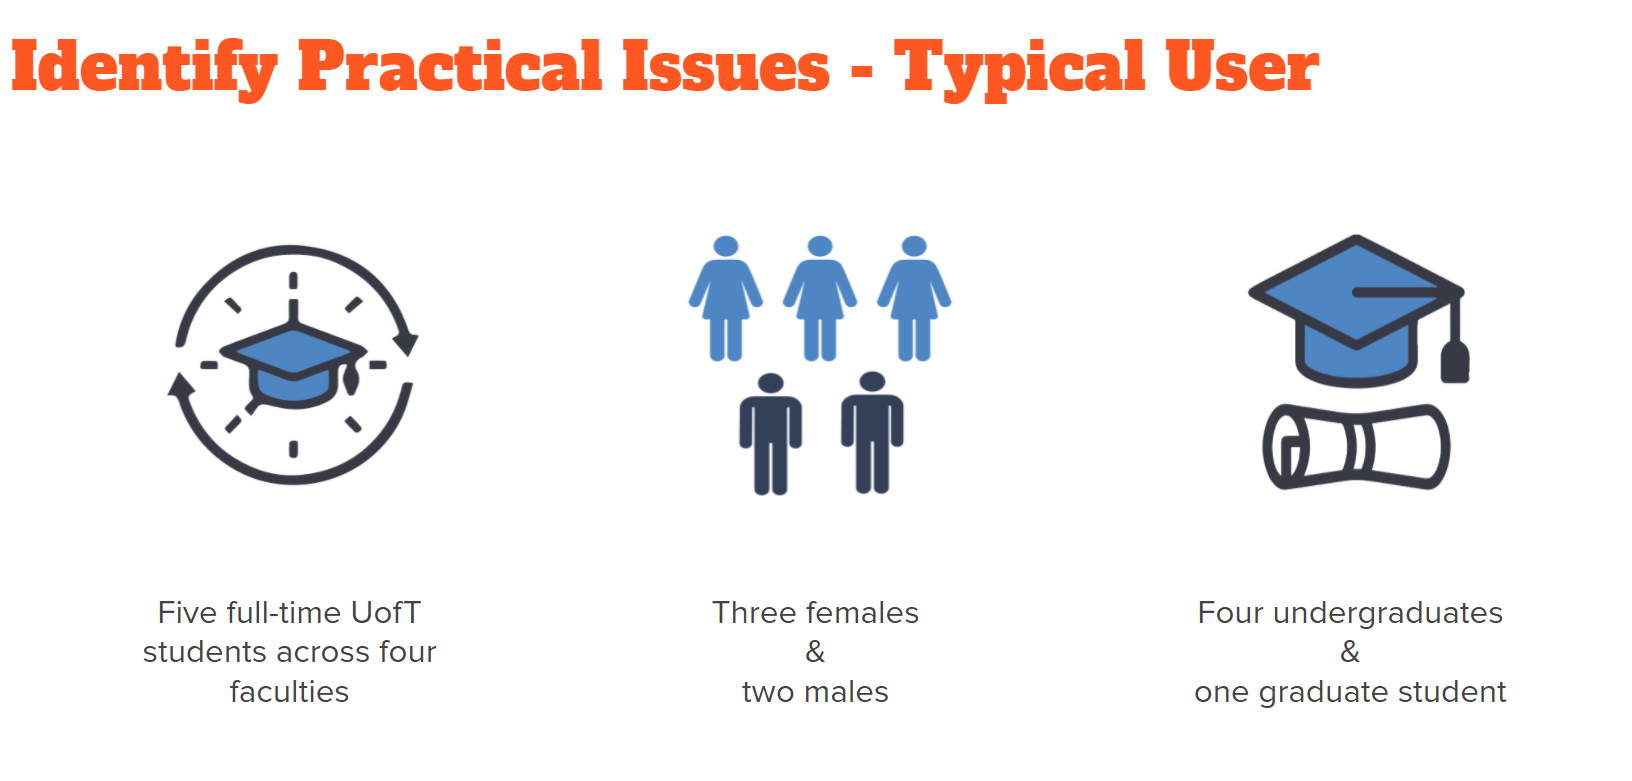 Identify Practical Issues - Typical User
Five full-time UofT
students across four
faculties
Three females
&
two males
Four undergraduates
&
one graduate student